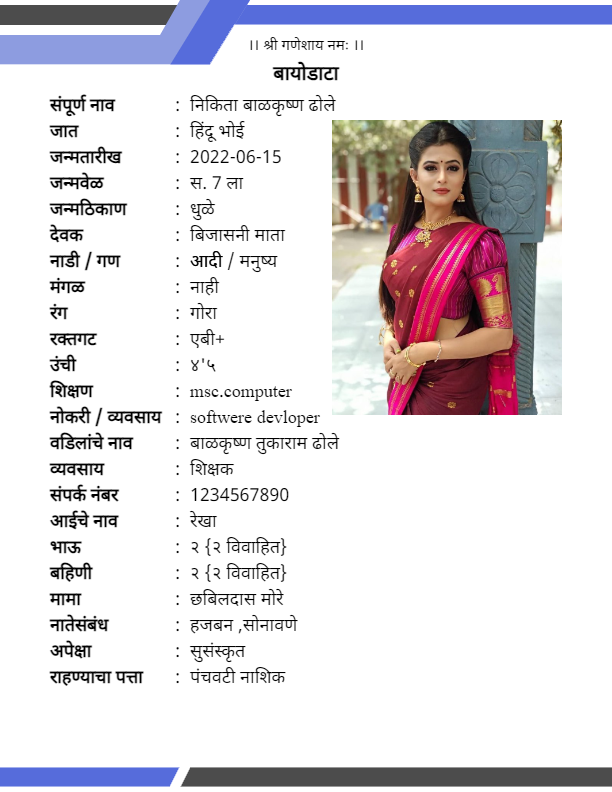 ।। श्री गणेशाय नमः ।।
बायोडाटा
संपूर्ण नाव : निकिता बाळकृष्ण ढोले
जात : हिंदू भोई
जन्मतारीख : 2022-06-15
जन्मवेळ : स. 7 ला
जन्मठिकाण : धुळे
देवक : बिजासनी माता
नाडी / गण : आदी / मनुष्य
मंगळ : नाही
रंग : गोरा
रक्तगट : एबी+
उंची : ४'५
शिक्षण : msc.computer
नोकरी / व्यवसाय : softwere devloper
वडिलांचे नाव : बाळकृष्ण तुकाराम ढोले
व्यवसाय : शिक्षक
संपर्क नंबर : 1234567890
आईचे नाव : रेखा
भाऊ : २ {२ विवाहित}
बहिणी : २ {२ विवाहित}
मामा : छबिलदास मोरे
नातेसंबंध : हजबन ,सोनावणे
अपेक्षा : सुसंस्कृत
राहण्याचा पत्ता : पंचवटी नाशिक